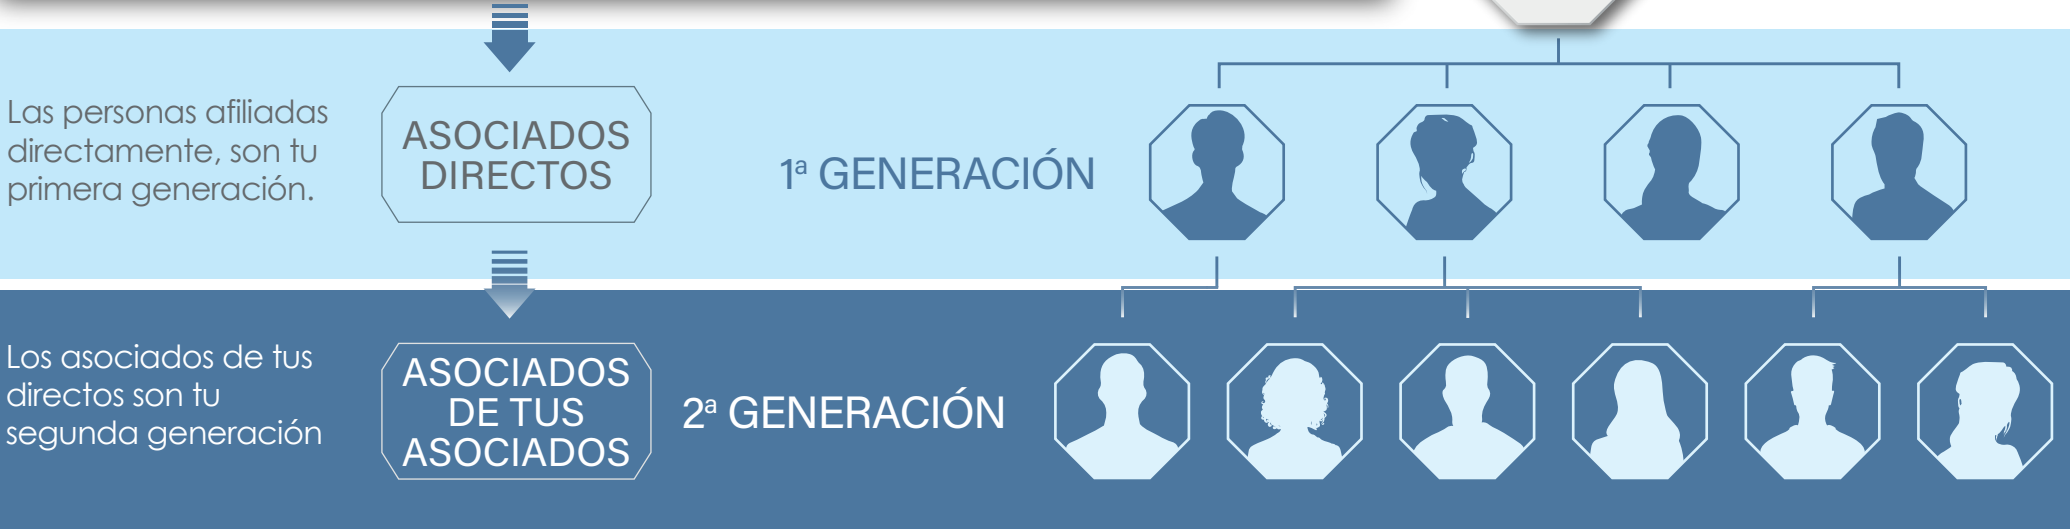 Las personas afiliadas
directamente, son tu
primera generación.
ASOCIADOS
DIRECTOS
1ª GENERACIÓN
Los asociados de tus
directos son tu
segunda generación
ASOCIADOS
DE TUS
ASOCIADOS
2ª GENERACIÓN